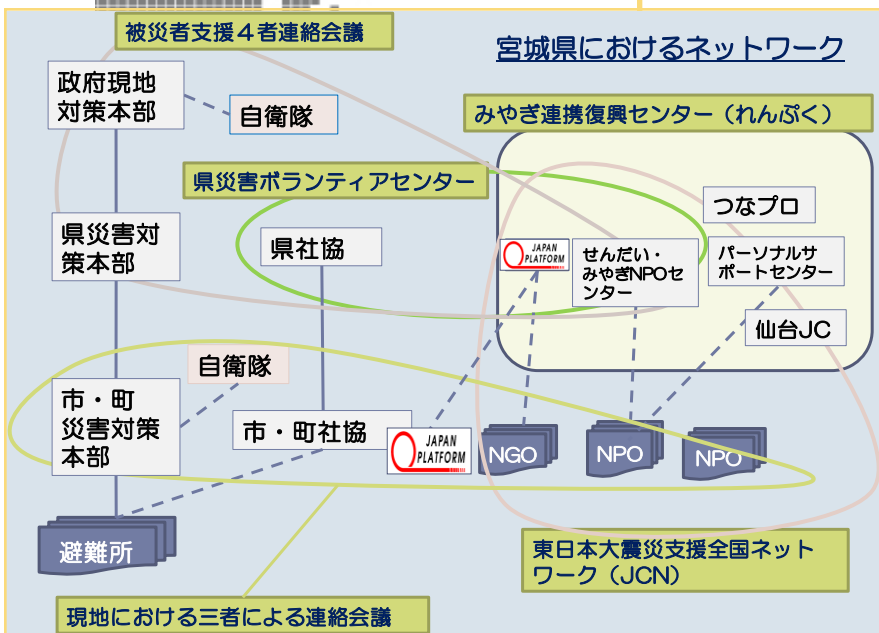 被災者支援４者連絡会議
宮城県におけるネットワーク
政府現地
対策本部
自衛隊
みやぎ連携復興センター（れんぷく）
県災害ボランティアセンター
つなプロ
県災害対
策本部
県社協
JAPAN
PLATFORM
せんだい・
みやぎNPOセ
ンター
パーソナルサ
ポートセンター
仙台JC
自衛隊
市・町
災害対策
本部
市・町社協
JAPAN
PLATFORM
NGO
NPO
NPO
避難所
東日本大震災支援全国ネット
ワーク（JCN）
現地における三者による連絡会議